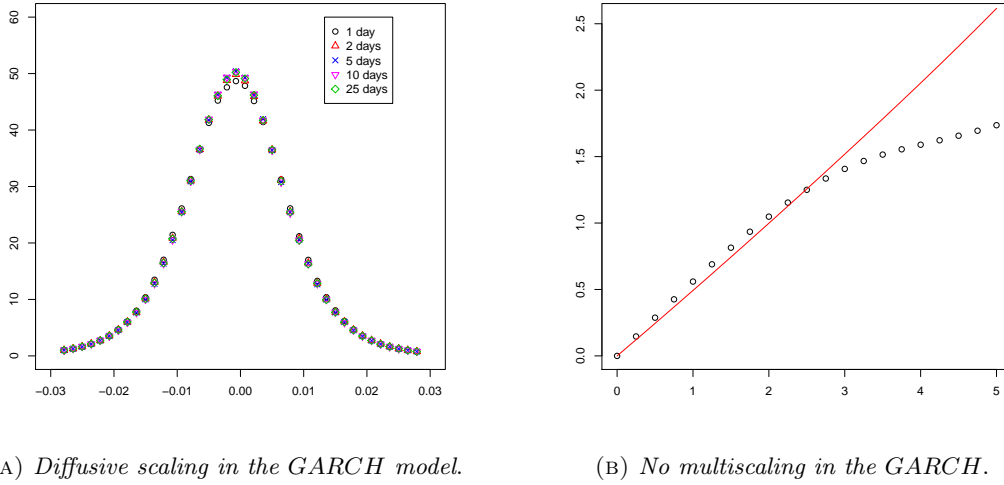 60
50
40
30
20
10
0
1 day
2 days
5 days
10 days
25 days
−0.03 −0.02 −0.01 0.00 0.01 0.02 0.03
2.5
2.0
1.5
1.0
0.5
0.0
0 1 2 3 4 5
A) Diffusive scaling in the GARCH model.
(B) No multiscaling in the GARCH.